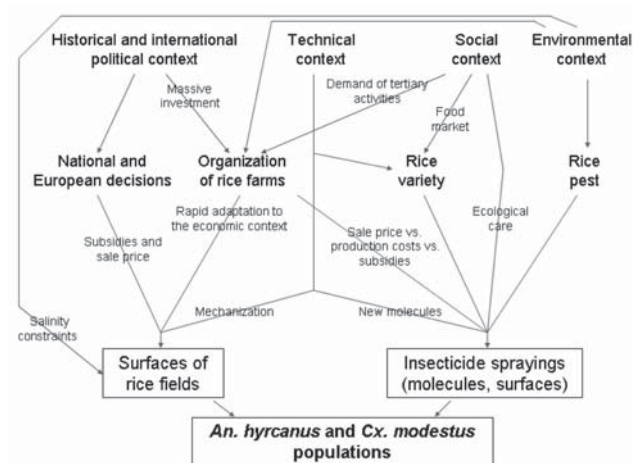 Historical and international
political context
Technical
context
Social
context
Environmental
context
Massive
investment
Demand of tertiary
activities
Food
market
National and
European decisions
Organization
of rice farms
Rice
variety
Rice
pest
Rapid adaptation to
the economic context
Subsidies and
sale price
Sale price vs.
production costs vs.
subsidies
Ecological
care
Salinity
constraints
Mechanization
New molecules
Surfaces of
rice fields
Insecticide sprayings
(molecules, surfaces)
An. hyrcanus and Cx. modestus
populations